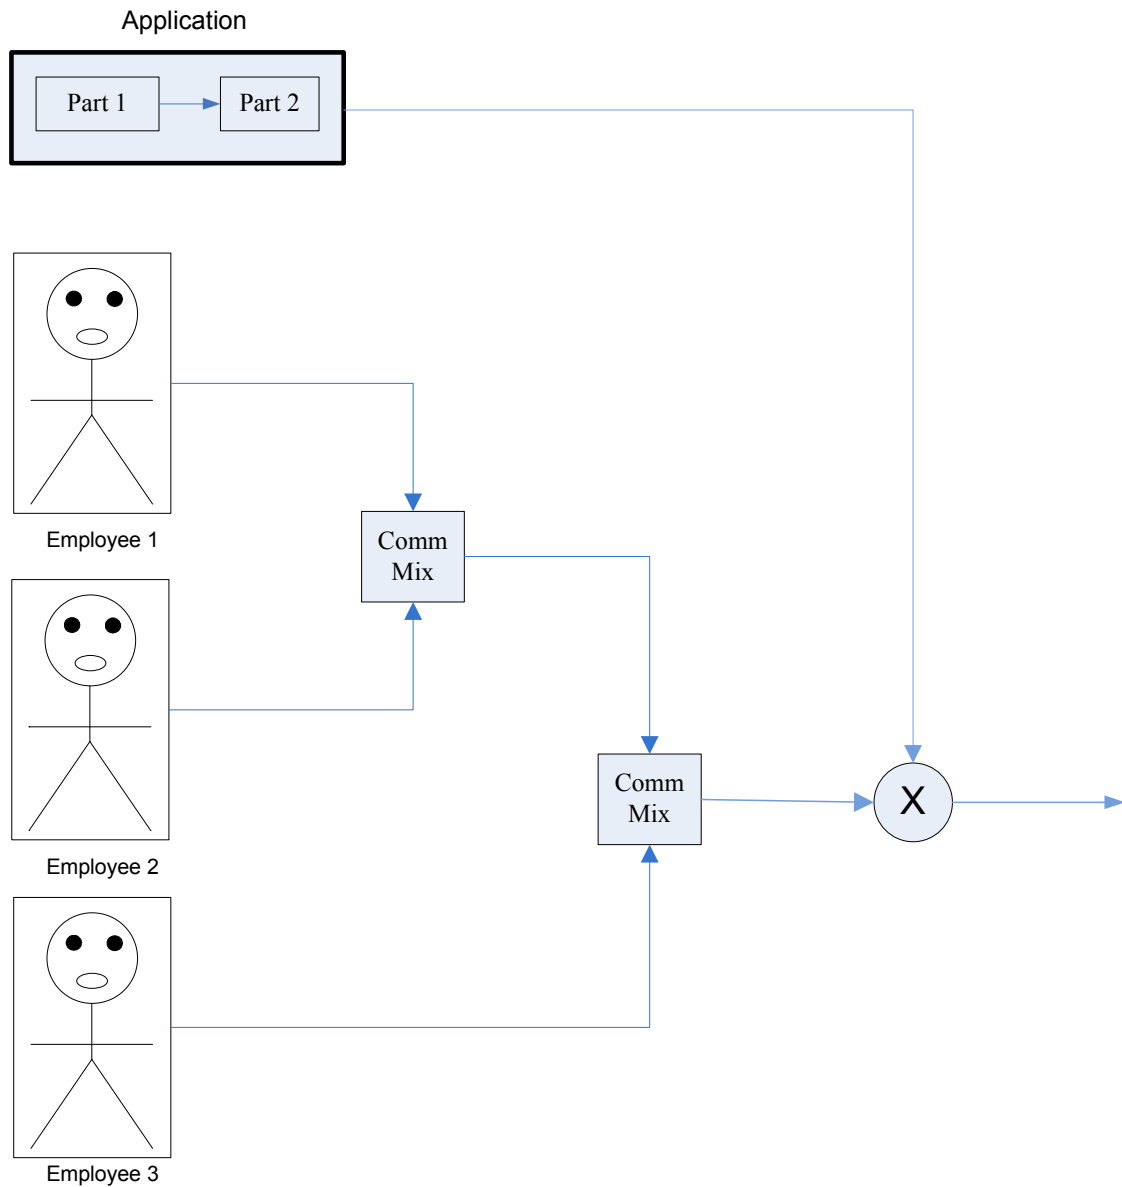 Application
Part 1
Part 2
Employee 1
Comm
Mix
Employee 2
Comm
Mix
X
Employee 3